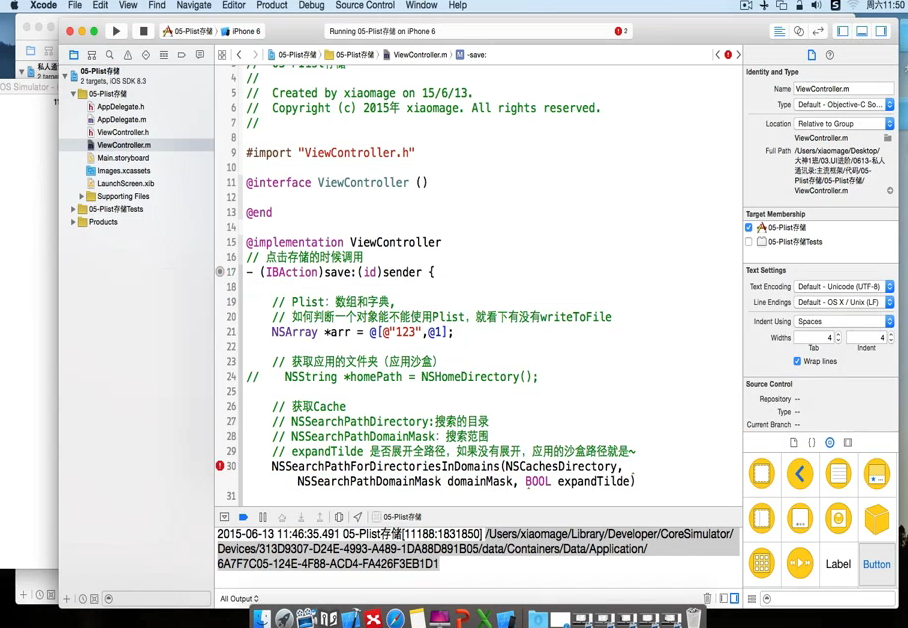 Xcode File Edit View Find Navigate Editor Product Debug Source Control Window Help
周六11:50
05-Plist存储 iPhone 6
Running 05-Plist存储 on iPhone 6
2
私人通
OS Simulator -
05-Plist存储
2 targets, iOS SDK 8.3
05-Plist存储
AppDelegate.h
AppDelegate.m
ViewController.h
ViewController.m
Main.storyboard
Images.xcassets
LaunchScreen.xib
Supporting Files
05-Plist存储Tests
Products
05-Plist存储 05-Plist存储 ViewController.m -save:
4 // 05-Plist存储
5 //
6 // Created by xiaomage on 15/6/13.
6 // Copyright (c) 2015年 xiaomage. All rights reserved.
7 //
8
9 #import "ViewController.h"
10
11 @interface ViewController ()
12
13 @end
14
15 @implementation ViewController
16 // 点击存储的时候调用
17 - (IBAction)save:(id)sender {
18
19 // Plist：数组和字典,
20 // 如何判断一个对象能不能使用Plist，就看下有没有writeToFile
21 NSArray *arr = @[@"123",@1];
22
23 // 获取应用的文件夹（应用沙盒）
24 // NSString *homePath = NSHomeDirectory();
25
26 // 获取Cache
27 // NSSearchPathDirectory:搜索的目录
28 // NSSearchPathDomainMask：搜索范围
29 // expandTilde 是否展开全路径，如果没有展开，应用的沙盒路径就是~
30 NSSearchPathForDirectoriesInDomains(NSCachesDirectory,
NSSearchPathDomainMask domainMask, BOOL expandTilde)
31
05-Plist存储
2015-06-13 11:46:35.491 05-Plist存储[11188:1831850] /Users/xiaomage/Library/Developer/CoreSimulator/
Devices/313D9307-D24E-4993-A489-1DA88D891B05/data/Containers/Data/Application/
6A7F7C05-124E-4F88-ACD4-FA426F3EB1D1
All Output
Identity and Type
Name ViewController.m
Type Default - Objective-C So...
Location Relative to Group
ViewController.m
Full Path /Users/xiaomage/Desktop/
大神1班/03.UI进阶/0613-私人
通讯录:主流框架/代码/05-
Plist存储/05-Plist存储/
ViewController.m
Target Membership
05-Plist存储
05-Plist存储Tests
Text Settings
Text Encoding Default - Unicode (UTF-8)
Line Endings Default - OS X / Unix (LF)
Indent Using Spaces
Widths 4 4
Tab Indent
Wrap lines
Source Control
Repository --
Type --
Current Branch --
Label
Button